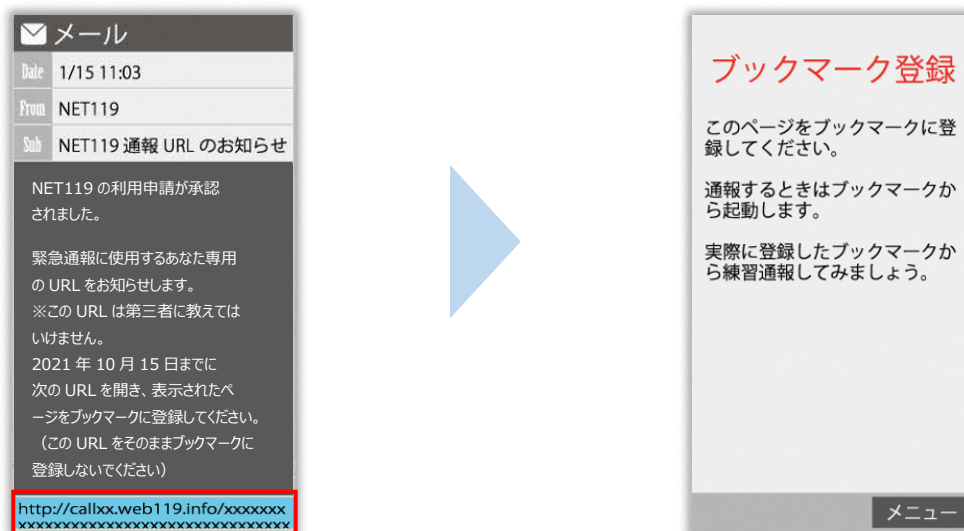 メール
Date 1/15 11:03
From NET119
Sub NET119 通報 URL のお知らせ
NET119 の利用申請が承認
されました。
緊急通報に使用するあなた専用
の URL をお知らせします。
※この URL は第三者に教えては
いけません。
2021 年 10 月 15 日までに
次の URL を開き、表示されたペ
ージをブックマークに登録してください。
（この URL をそのままブックマークに
登録しないでください）
http://callxx.web119.info/xxxxxxx
xxxxxxxxxxxxxxxxxxxxxxxxxxxxxxx
ブックマーク登録
このページをブックマークに登
録してください。
通報するときはブックマークか
ら起動します。
実際に登録したブックマークか
ら練習通報してみましょう。
メニュー